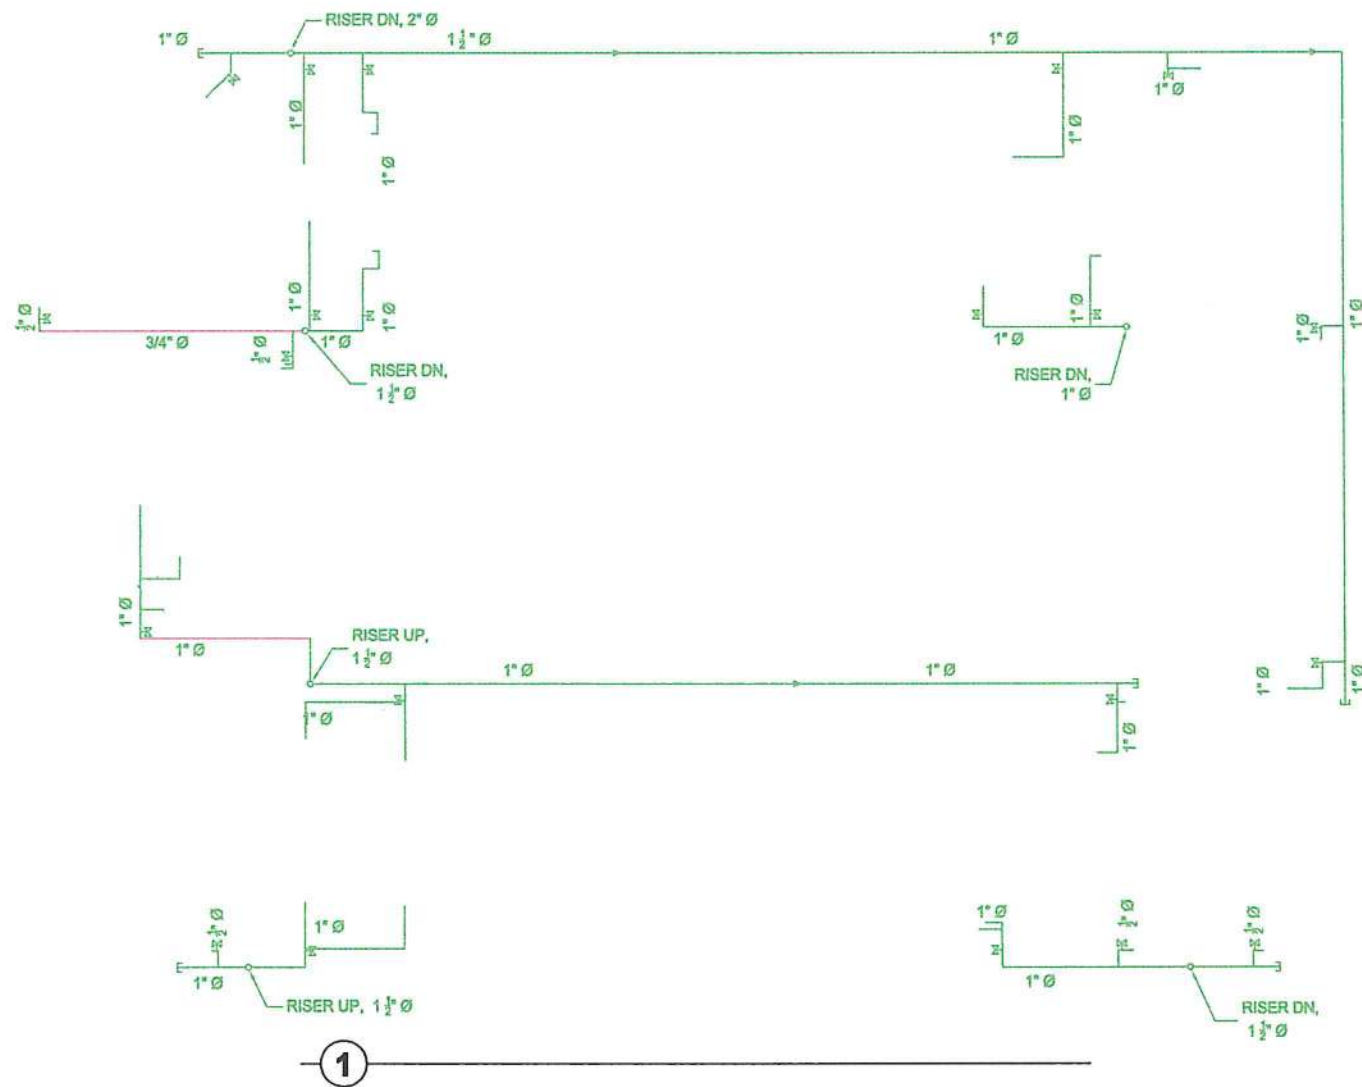 RISER DN, 2" Ø
1" Ø
1 1/2" Ø
1" Ø
1" Ø
1" Ø
1" Ø
1" Ø
1/2" Ø
3/4" Ø
1" Ø
1/2" Ø
1" Ø
1" Ø
RISER DN,
1 1/2" Ø
1" Ø
1" Ø
RISER DN,
1" Ø
1" Ø
1" Ø
1" Ø
1" Ø
RISER UP,
1 1/2" Ø
1" Ø
1" Ø
1" Ø
1" Ø
1" Ø
1" Ø
1/2" Ø
1" Ø
1" Ø
RISER UP, 1 1/2" Ø
1" Ø
1/2" Ø
1/2" Ø
1" Ø
RISER DN,
1 1/2" Ø
1